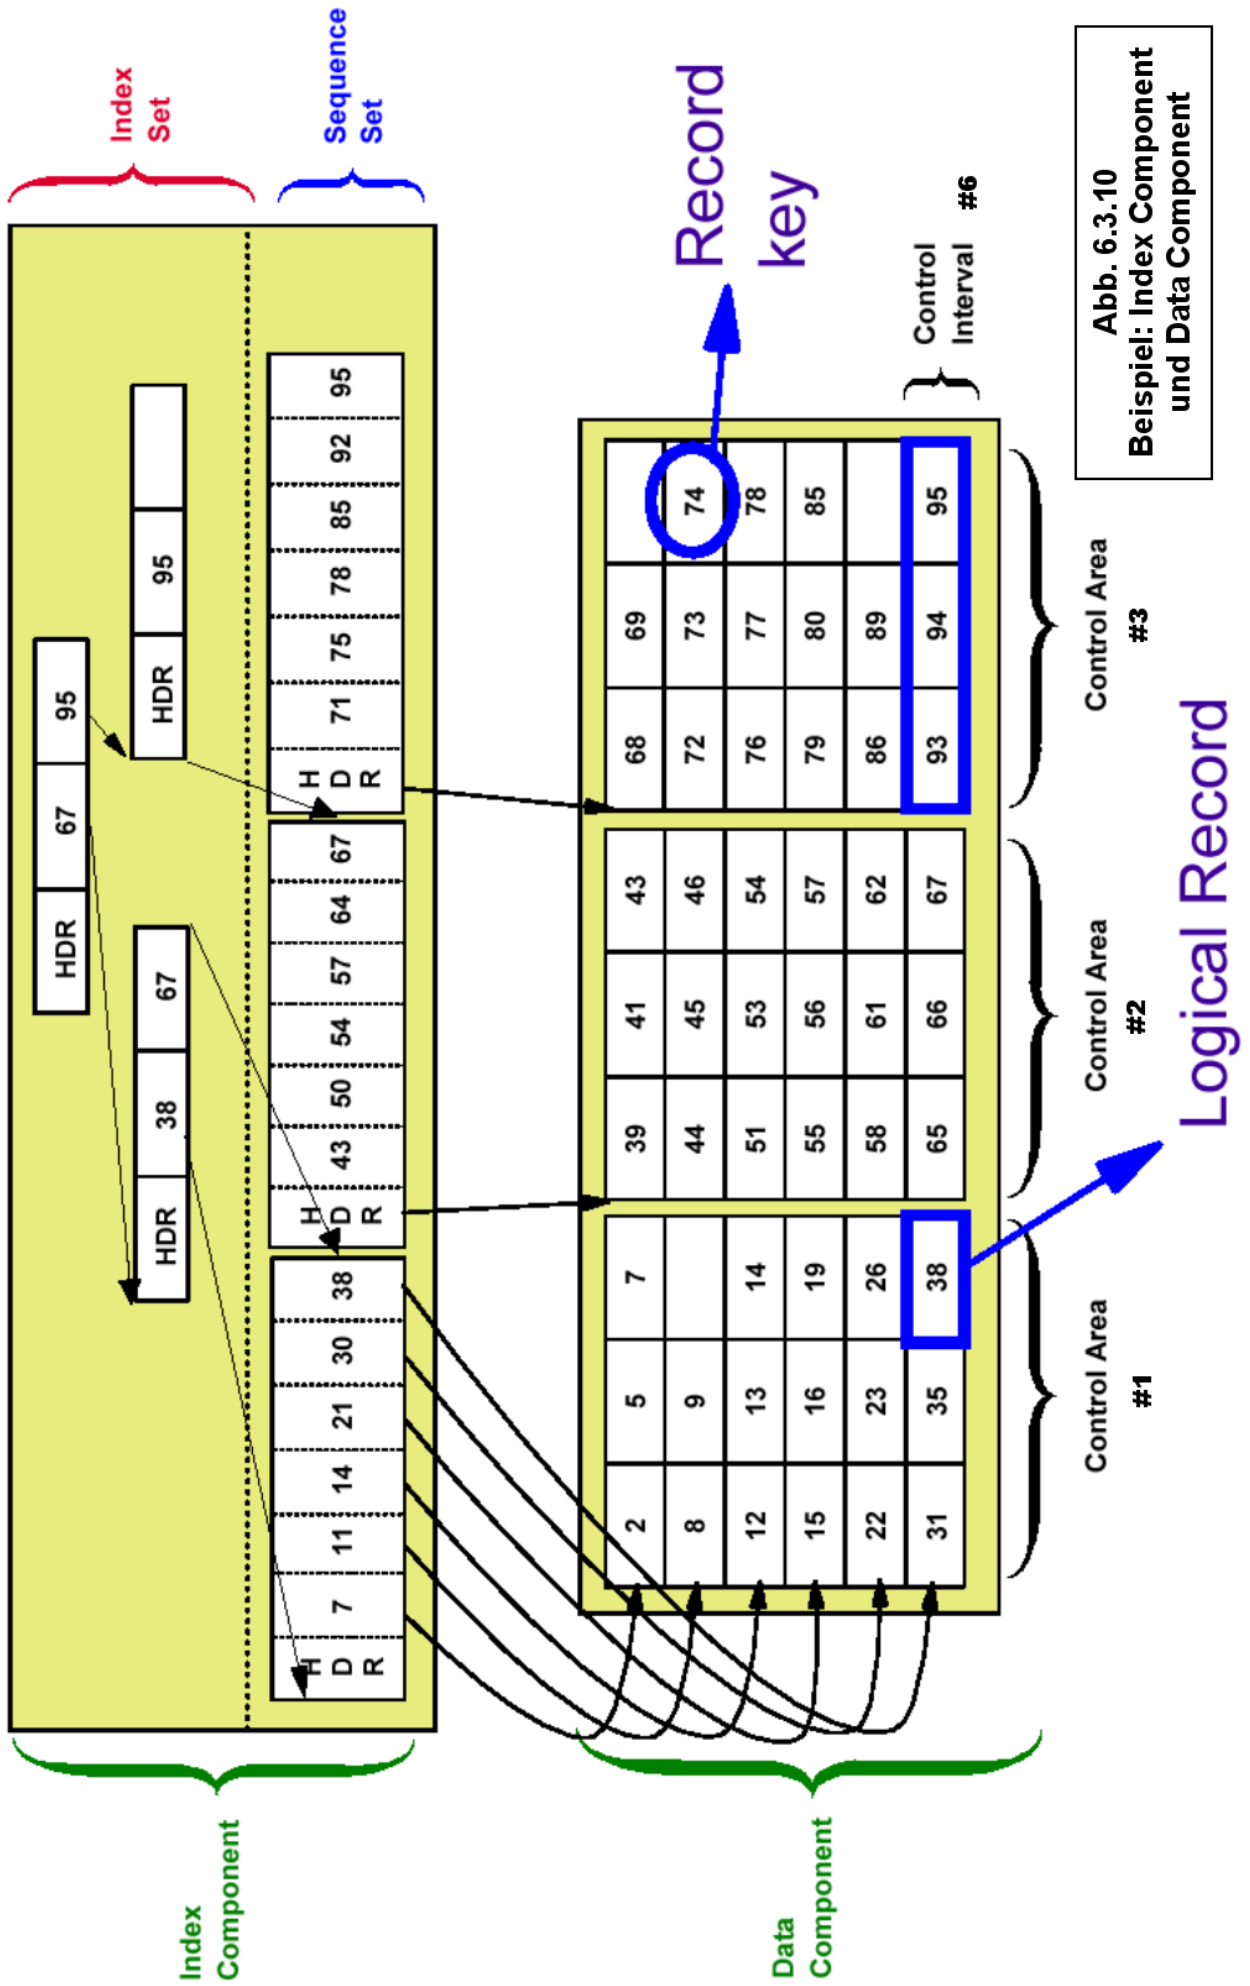 Index
Component
HDR 67 95
HDR 38 67
HDR 95
Index
Set
H
D
R
7 11 14 21 30 38
H
D
R
43 50 54 57 64 67
H
D
R
71 75 78 85 92 95
Sequence
Set
Data
Component
2 5 7 39 41 43 68 69
8 9 44 45 46 72 73 74
12 13 14 51 53 54 76 77 78
15 16 19 55 56 57 79 80 85
22 23 26 58 61 62 86 89
31 35 38 65 66 67 93 94 95
Record
key
Control
Interval
#6
Control Area
#1
Control Area
#2
Control Area
#3
Logical Record
Abb. 6.3.10
Beispiel: Index Component
und Data Component